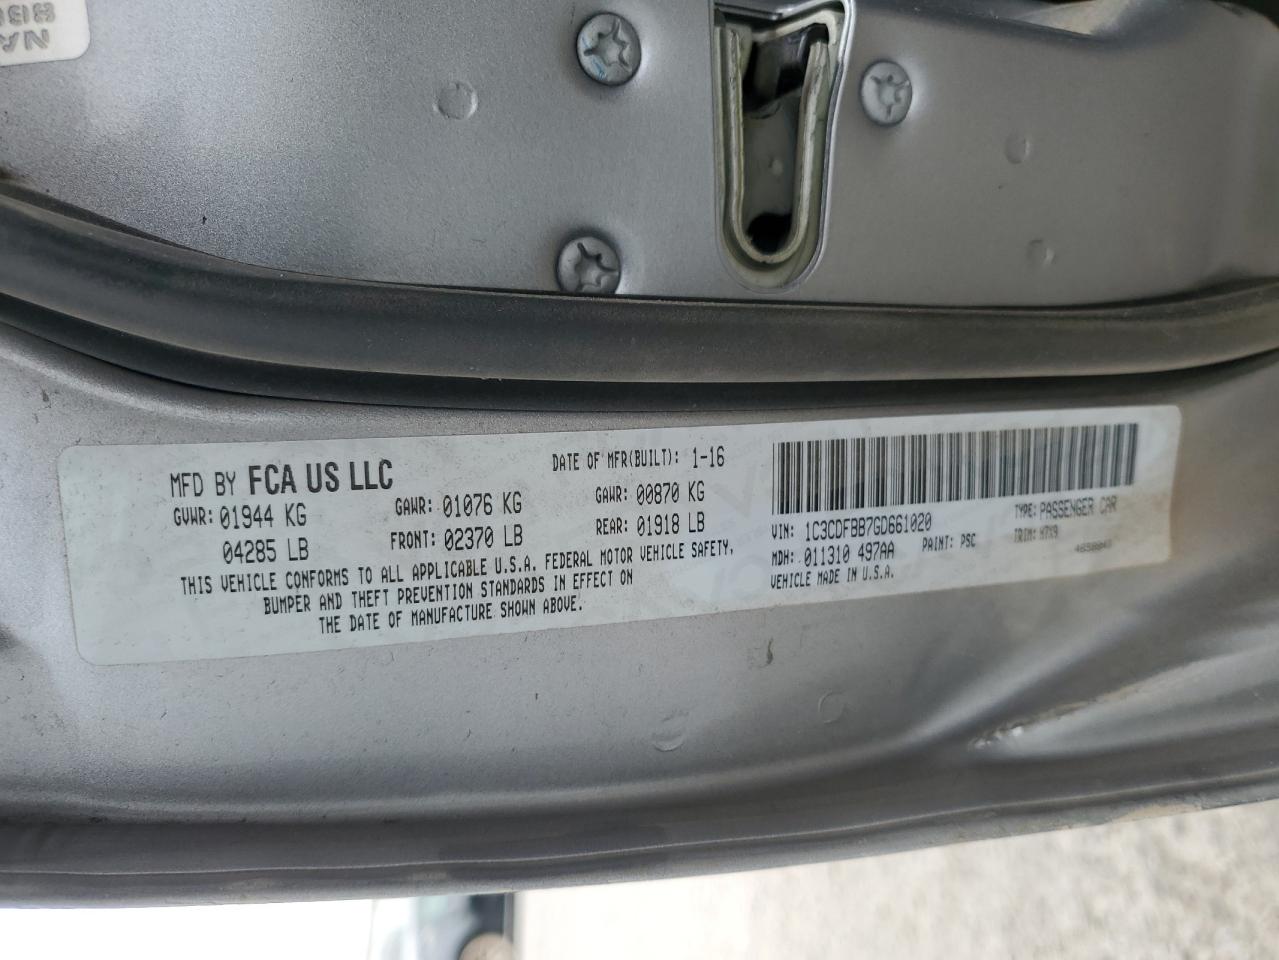 MFD BY FCA US LLC
DATE OF MFR(BUILT): 1-16
GVWR: 01944 KG
04285 LB
GAWR: 01076 KG
FRONT: 02370 LB
GAWR: 00870 KG
REAR: 01918 LB
THIS VEHICLE CONFORMS TO ALL APPLICABLE U.S.A. FEDERAL MOTOR VEHICLE SAFETY,
BUMPER AND THEFT PREVENTION STANDARDS IN EFFECT ON
THE DATE OF MANUFACTURE SHOWN ABOVE.
VIN: 1C3CDFBB7GD661020
TYPE: PASSENGER CAR
MDH: 011310 497AA
PAINT: PSC
TRIM: H7X9
VEHICLE MADE IN U.S.A.